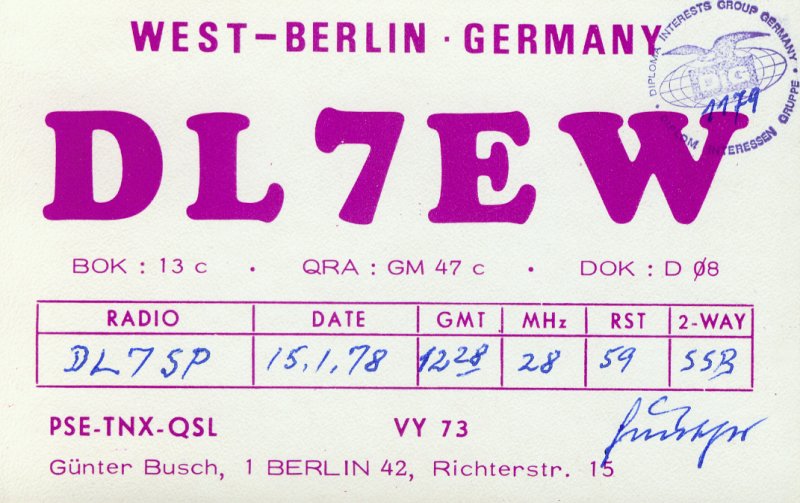 WEST-BERLIN · GERMANY
DIPLOMA INTERESTS GROUP GERMANY
DIG
1179
DIPLOM INTERESSEN GRUPPE
DL7EW
BOK : 13 c · QRA : GM 47 c · DOK : D Ø8
RADIO DATE GMT MHz RST 2-WAY
DL7SP 15.1.78 1228 28 59 SSB
PSE-TNX-QSL VY 73
Günter Busch, 1 BERLIN 42, Richterstr. 15